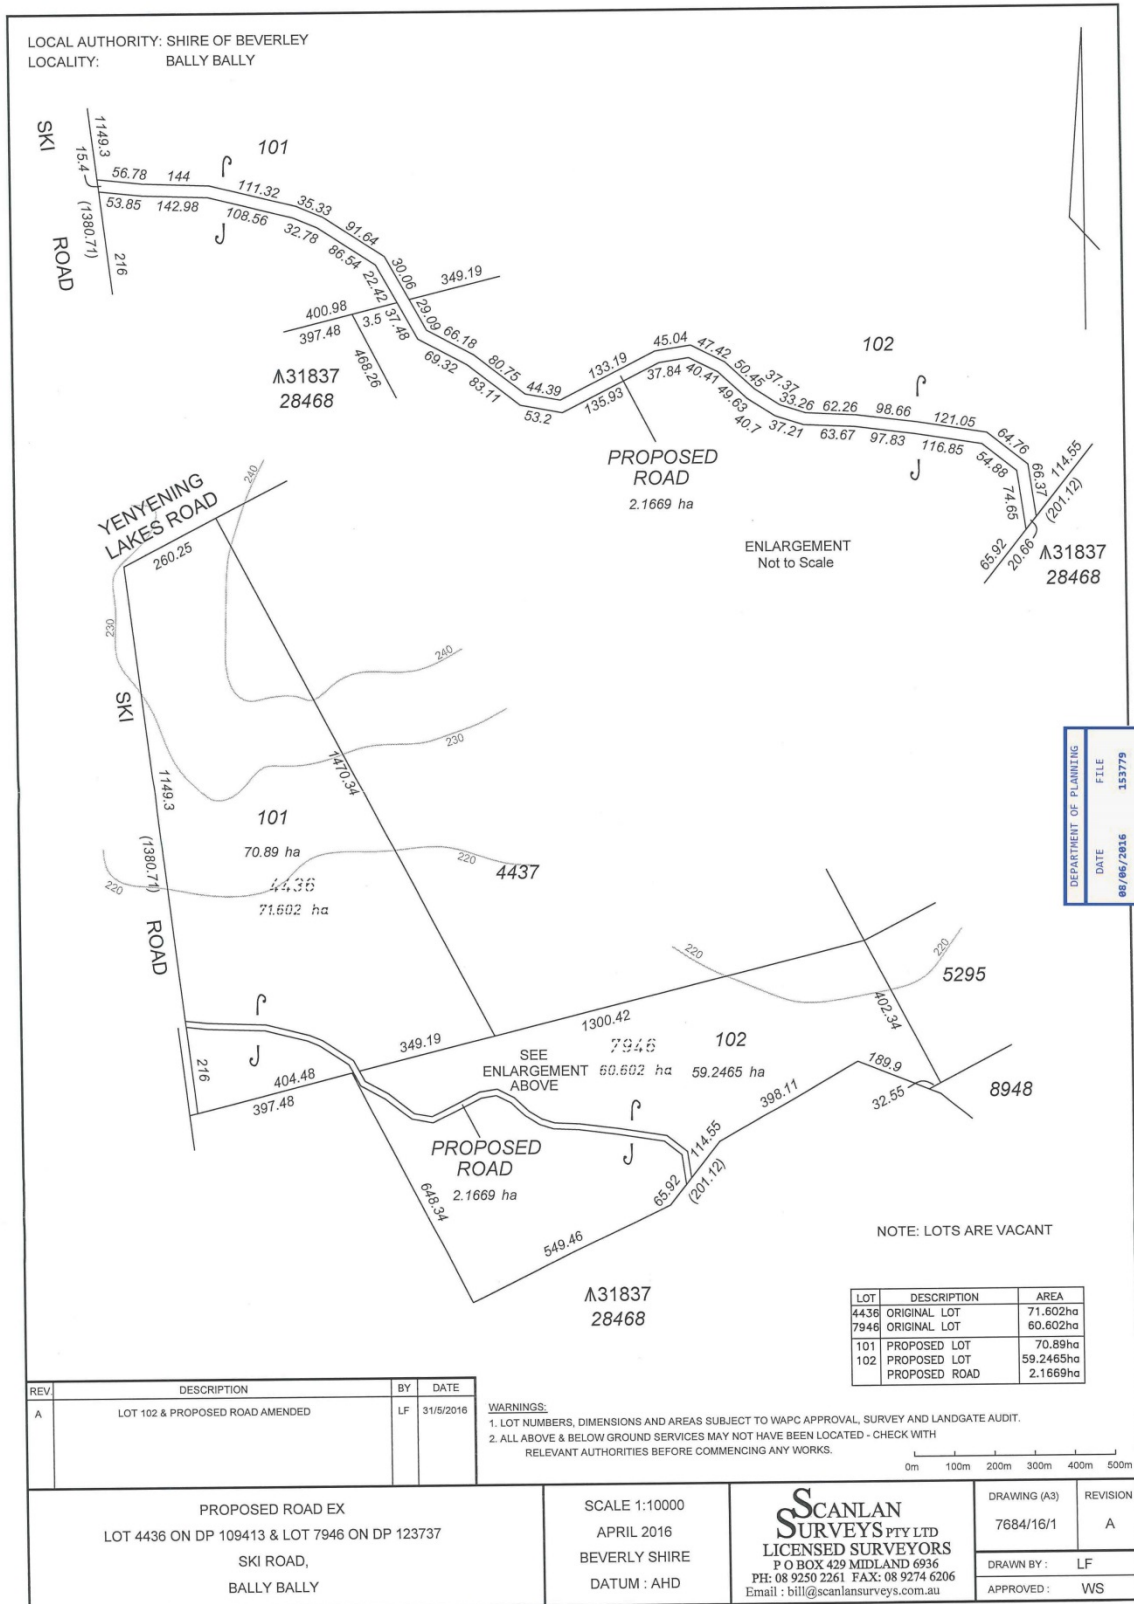 LOCAL AUTHORITY: SHIRE OF BEVERLEY
LOCALITY: BALLY BALLY
SKI
ROAD
1149.3
15.4
(1380.71)
216
101
56.78
144
111.32
35.33
91.64
30.06
53.85
142.98
108.56
32.78
86.54
22.42
37.48
29.09
349.19
400.98
397.48
3.5
468.26
31837
28468
66.18
80.75
44.39
133.19
45.04
47.42
50.45
37.37
33.26
62.26
98.66
121.05
64.76
66.37
114.55
69.32
83.11
53.2
135.93
37.84
40.41
49.63
40.7
37.21
63.67
97.83
116.85
54.88
74.65
(201.12)
65.92
20.66
102
PROPOSED
ROAD
2.1669 ha
ENLARGEMENT
Not to Scale
31837
28468
YENYENING
LAKES ROAD
260.25
240
230
240
230
SKI
1149.3
(1380.71)
ROAD
1470.34
101
70.89 ha
4436
71.602 ha
220
220
4437
220
220
5295
402.34
1300.42
349.19
216
404.48
397.48
SEE
ENLARGEMENT
ABOVE
7946
60.602 ha
102
59.2465 ha
189.9
32.55
8948
398.11
114.55
(201.12)
65.92
PROPOSED
ROAD
2.1669 ha
648.34
549.46
31837
28468
NOTE: LOTS ARE VACANT
DEPARTMENT OF PLANNING
DATE FILE
08/06/2016 153779
LOT DESCRIPTION AREA
4436 ORIGINAL LOT 71.602ha
7946 ORIGINAL LOT 60.602ha
101 PROPOSED LOT 70.89ha
102 PROPOSED LOT 59.2465ha
PROPOSED ROAD 2.1669ha
REV. DESCRIPTION BY DATE
A LOT 102 & PROPOSED ROAD AMENDED LF 31/5/2016
WARNINGS:
1. LOT NUMBERS, DIMENSIONS AND AREAS SUBJECT TO WAPC APPROVAL, SURVEY AND LANDGATE AUDIT.
2. ALL ABOVE & BELOW GROUND SERVICES MAY NOT HAVE BEEN LOCATED - CHECK WITH
RELEVANT AUTHORITIES BEFORE COMMENCING ANY WORKS.
0m 100m 200m 300m 400m 500m
PROPOSED ROAD EX
LOT 4436 ON DP 109413 & LOT 7946 ON DP 123737
SKI ROAD,
BALLY BALLY
SCALE 1:10000
APRIL 2016
BEVERLY SHIRE
DATUM : AHD
SCANLAN
SURVEYS PTY LTD
LICENSED SURVEYORS
P O BOX 429 MIDLAND 6936
PH: 08 9250 2261 FAX: 08 9274 6206
Email : bill@scanlansurveys.com.au
DRAWING (A3) REVISION
7684/16/1 A
DRAWN BY : LF
APPROVED : WS